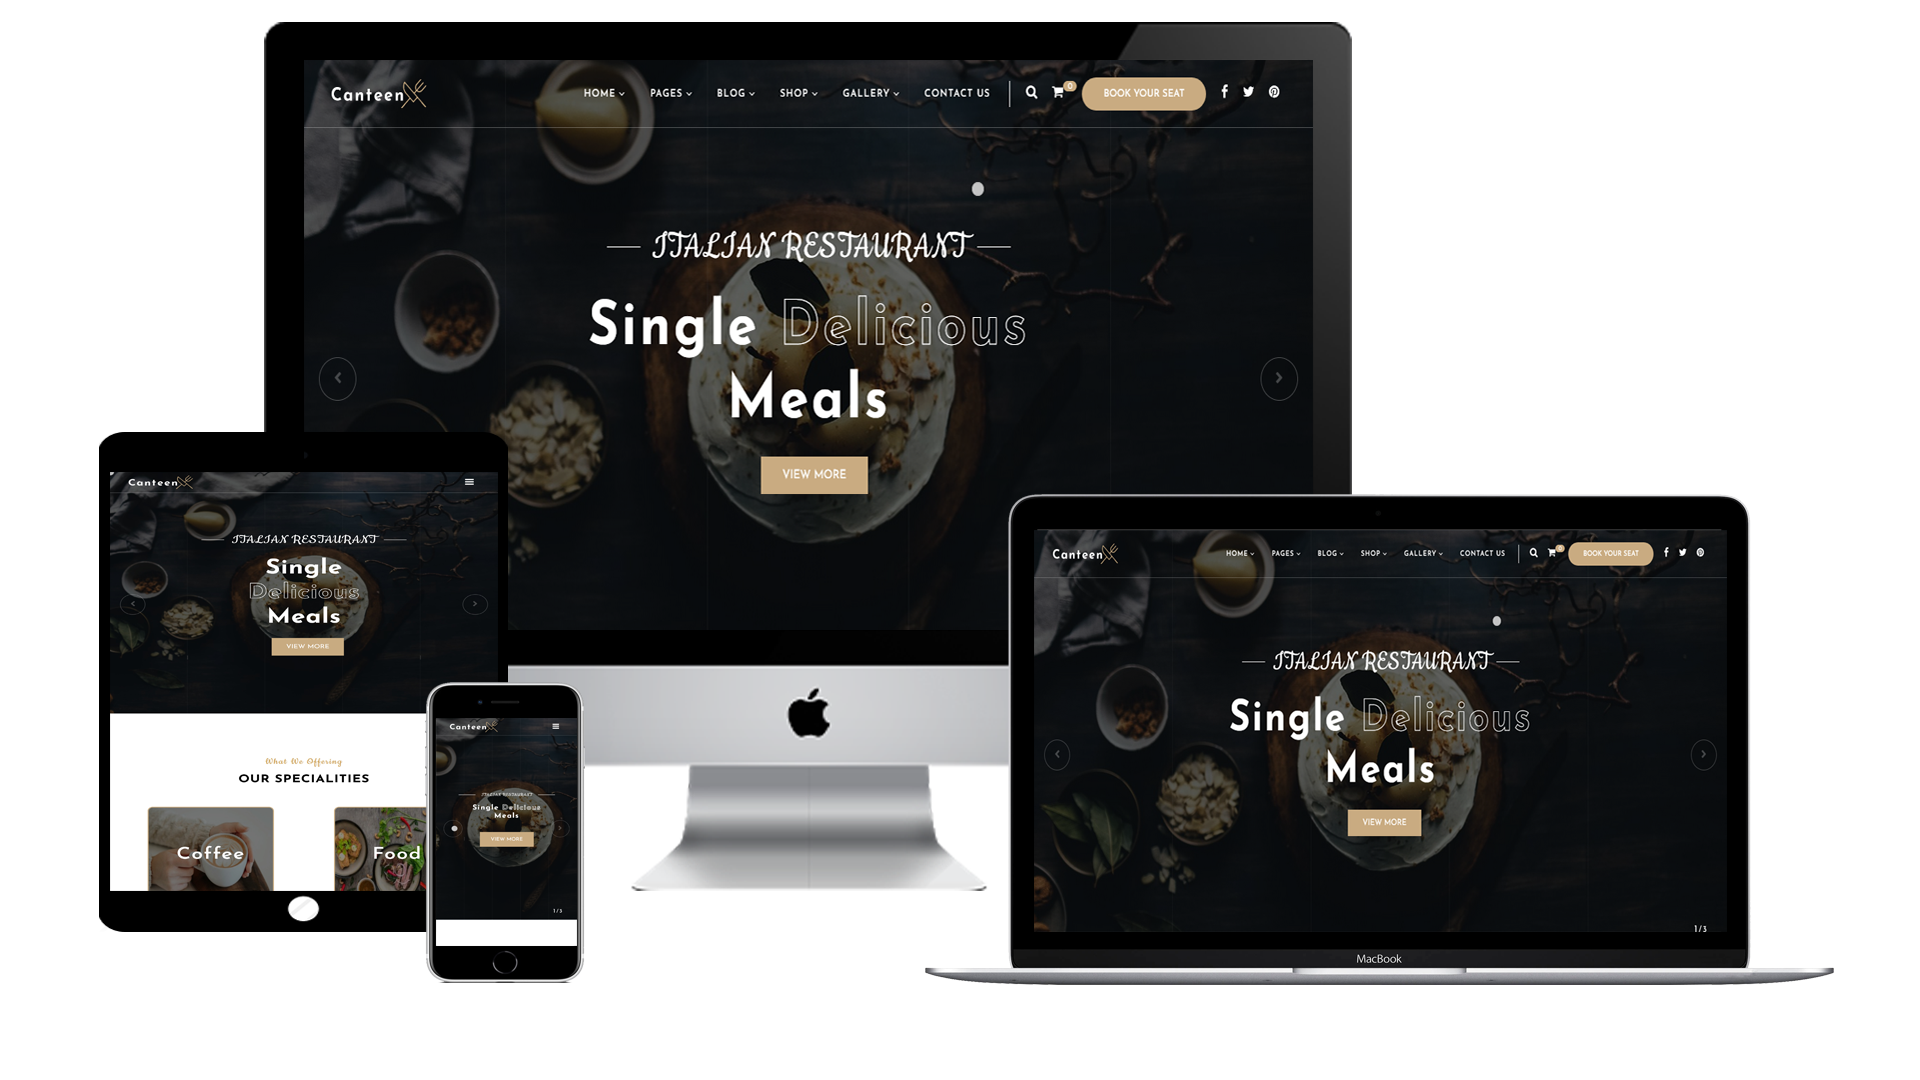 Canteen
HOME PAGES BLOG SHOP GALLERY CONTACT US 0 BOOK YOUR SEAT
ITALIAN RESTAURANT
Single Delicious
Meals
VIEW MORE
Canteen
ITALIAN RESTAURANT
Single
Delicious
Meals
VIEW MORE
What We Offering
OUR SPECIALITIES
Coffee
Food
Canteen
ITALIAN RESTAURANT
Single Delicious
Meals
VIEW MORE
1/3
Canteen
HOME PAGES BLOG SHOP GALLERY CONTACT US 0 BOOK YOUR SEAT
ITALIAN RESTAURANT
Single Delicious
Meals
VIEW MORE
1/3
MacBook